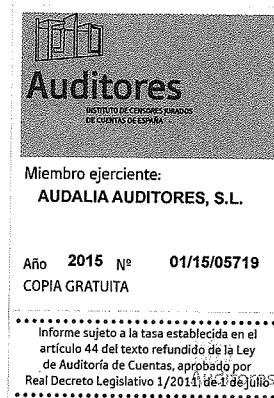 Auditores
INSTITUTO DE CENSORES JURADOS
DE CUENTAS DE ESPAÑA
Miembro ejerciente:
AUDALIA AUDITORES, S.L.
Año 2015 Nº 01/15/05719
COPIA GRATUITA
Informe sujeto a la tasa establecida en el
artículo 44 del texto refundido de la Ley
de Auditoría de Cuentas, aprobado por
Real Decreto Legislativo 1/2011, de 1 de julio
Auditores